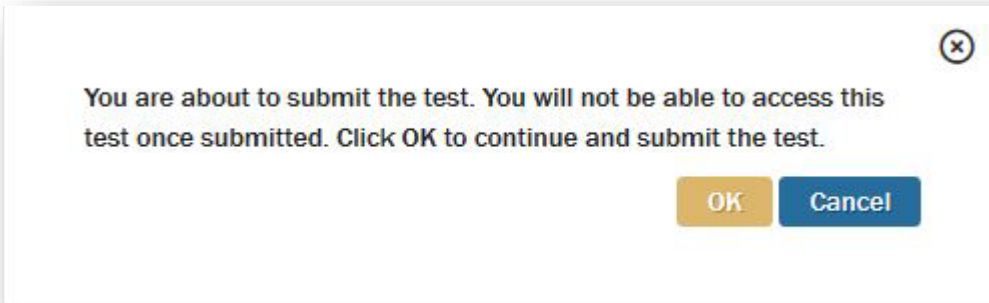 You are about to submit the test. You will not be able to access this
test once submitted. Click OK to continue and submit the test.
OK Cancel